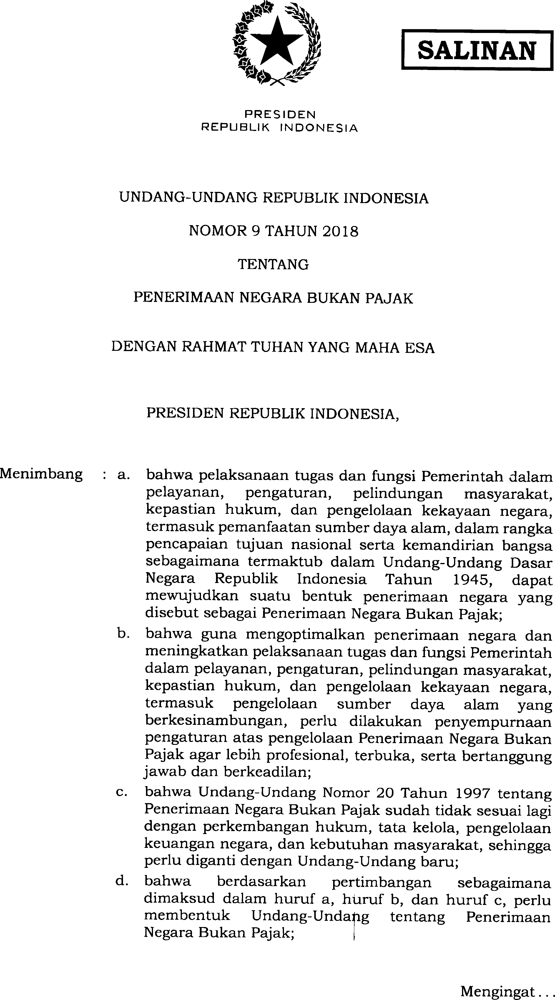 SALINAN
PRESIDEN
REPUBLIK INDONESIA
UNDANG-UNDANG REPUBLIK INDONESIA
NOMOR 9 TAHUN 2018
TENTANG
PENERIMAAN NEGARA BUKAN PAJAK
DENGAN RAHMAT TUHAN YANG MAHA ESA
PRESIDEN REPUBLIK INDONESIA,
Menimbang : a. bahwa pelaksanaan tugas dan fungsi Pemerintah dalam
pelayanan, pengaturan, pelindungan masyarakat,
kepastian hukum, dan pengelolaan kekayaan negara,
termasuk pemanfaatan sumber daya alam, dalam rangka
pencapaian tujuan nasional serta kemandirian bangsa
sebagaimana termaktub dalam Undang-Undang Dasar
Negara Republik Indonesia Tahun 1945, dapat
mewujudkan suatu bentuk penerimaan negara yang
disebut sebagai Penerimaan Negara Bukan Pajak;
b. bahwa guna mengoptimalkan penerimaan negara dan
meningkatkan pelaksanaan tugas dan fungsi Pemerintah
dalam pelayanan, pengaturan, pelindungan masyarakat,
kepastian hukum, dan pengelolaan kekayaan negara,
termasuk pengelolaan sumber daya alam yang
berkesinambungan, perlu dilakukan penyempurnaan
pengaturan atas pengelolaan Penerimaan Negara Bukan
Pajak agar lebih profesional, terbuka, serta bertanggung
jawab dan berkeadilan;
c. bahwa Undang-Undang Nomor 20 Tahun 1997 tentang
Penerimaan Negara Bukan Pajak sudah tidak sesuai lagi
dengan perkembangan hukum, tata kelola, pengelolaan
keuangan negara, dan kebutuhan masyarakat, sehingga
perlu diganti dengan Undang-Undang baru;
d. bahwa berdasarkan pertimbangan sebagaimana
dimaksud dalam huruf a, huruf b, dan huruf c, perlu
membentuk Undang-Undang tentang Penerimaan
Negara Bukan Pajak;
Mengingat . . .